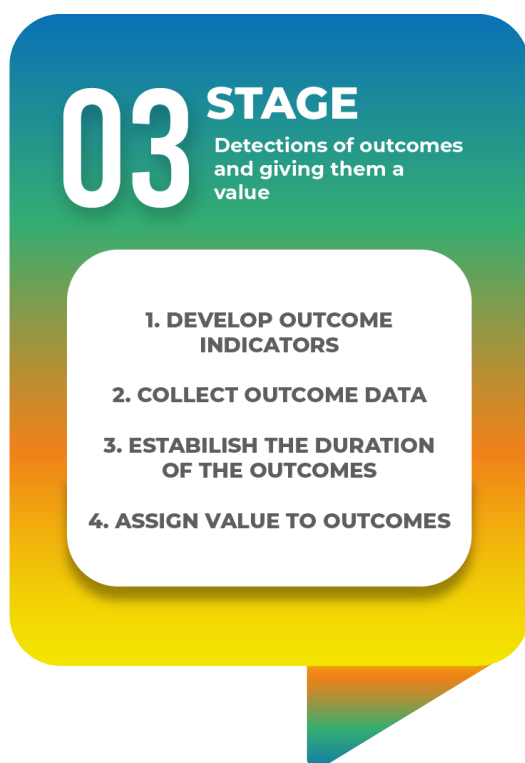 03
STAGE
Detections of outcomes
and giving them a
value
1. DEVELOP OUTCOME
INDICATORS
2. COLLECT OUTCOME DATA
3. ESTABILISH THE DURATION
OF THE OUTCOMES
4. ASSIGN VALUE TO OUTCOMES